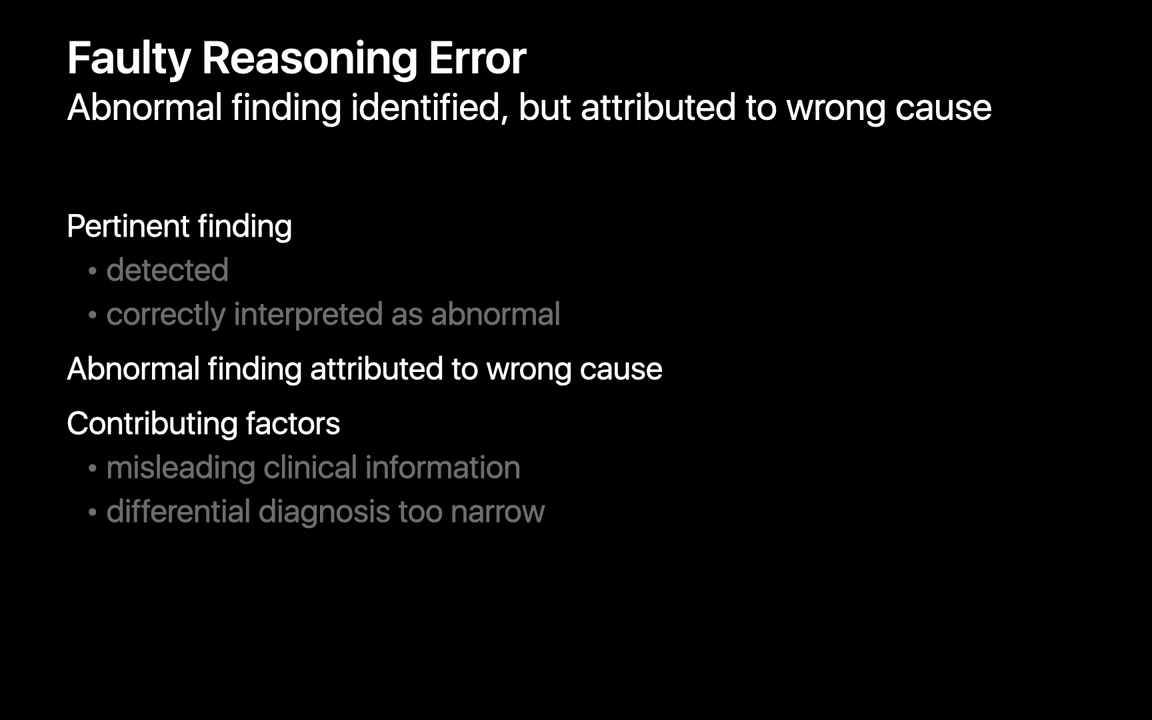 Faulty Reasoning Error
Abnormal finding identified, but attributed to wrong cause
Pertinent finding
• detected
• correctly interpreted as abnormal
Abnormal finding attributed to wrong cause
Contributing factors
• misleading clinical information
• differential diagnosis too narrow